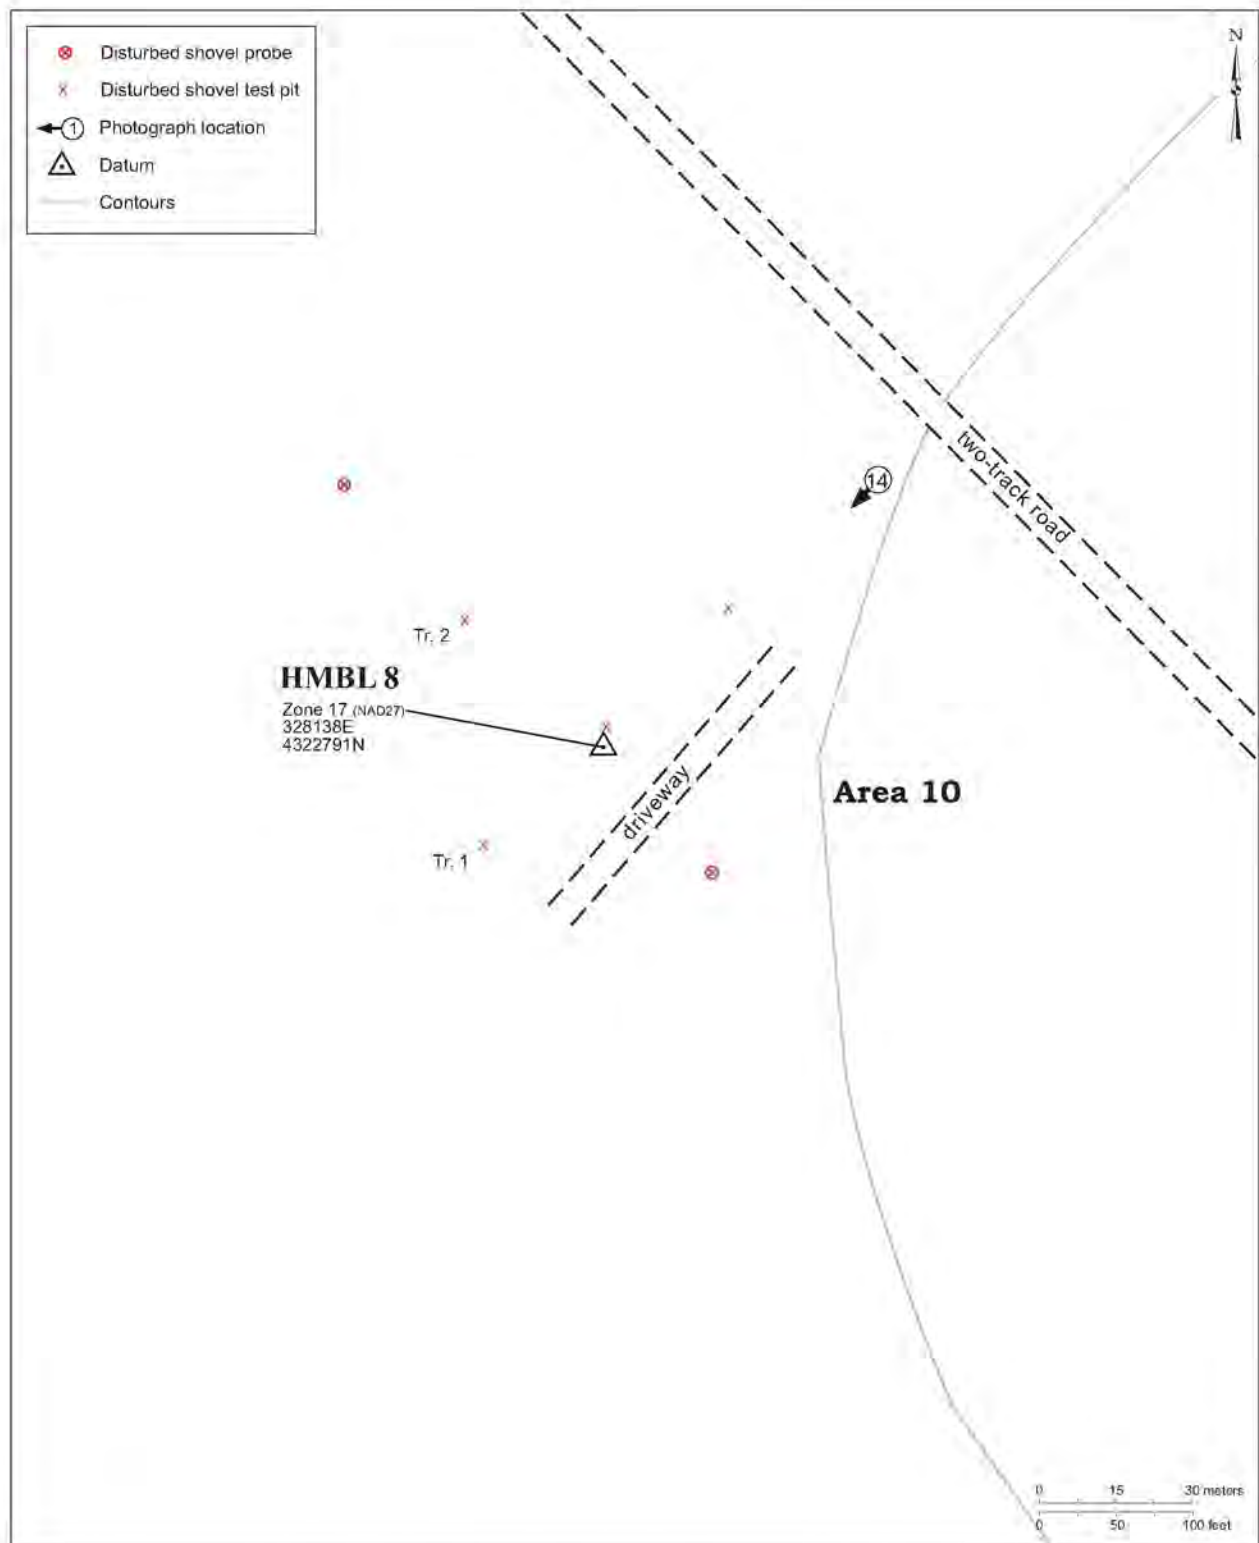 Disturbed shovel probe
N
Disturbed shovel test pit
1 Photograph location
Datum
Contours
two-track road
14
Tr. 2
HMBL 8
Zone 17 (NAD27)
328138E
4322791N
driveway
Area 10
Tr. 1
0 15 30 meters
0 50 100 feet